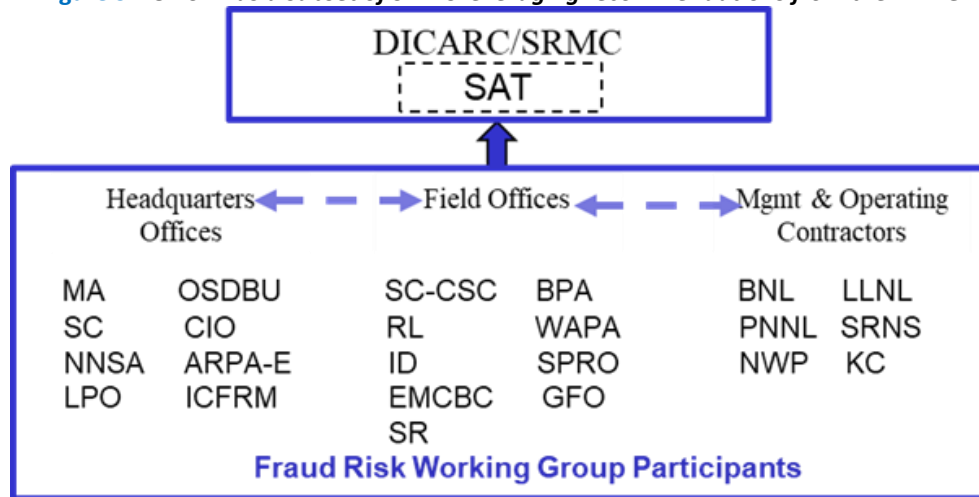 Figure
DICARC/SRMC
SAT
Headquarters Offices
Field Offices
Mgmt & Operating Contractors
MA OSDBU
SC CIO
NNSA ARPA-E
LPO ICFRM
SC-CSC BPA
RL WAPA
ID SPRO
EMCBC GFO
SR
BNL LLNL
PNNL SRNS
NWP KC
Fraud Risk Working Group Participants